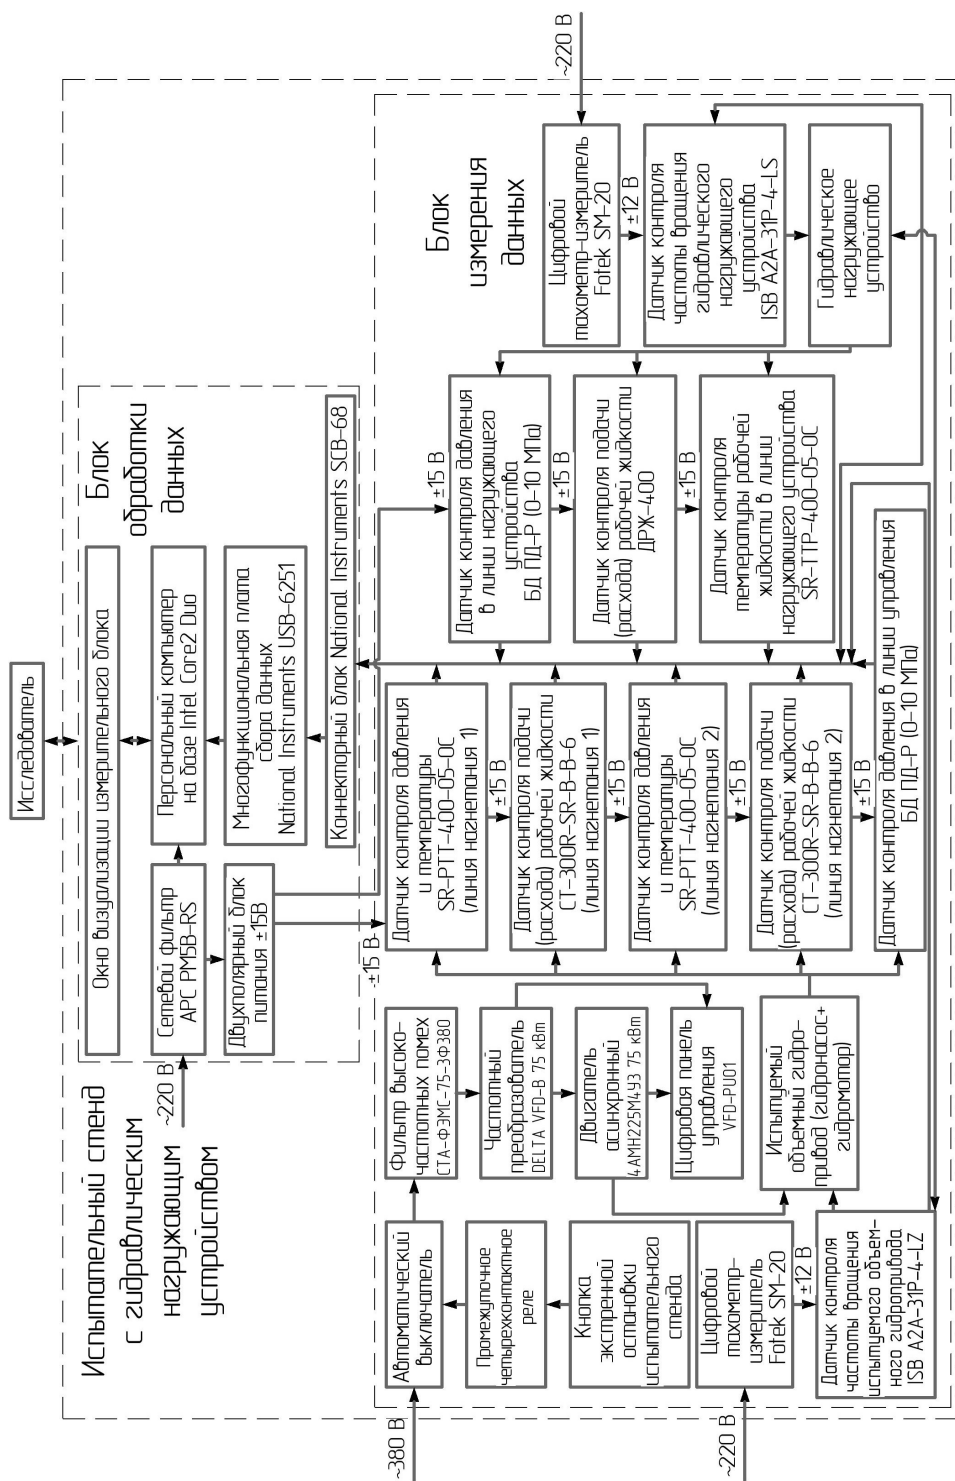 Исследователь
Испытательный стенд
с гидравлическим
нагружающим
устройством
~220 В
Блок
обработки
данных
Окно визуализации измерительного блока
Сетевой фильтр
APC PM5B-RS
Персональный компьютер
на базе Intel Core2 Duo
Двухполярный блок
питания ±15В
Многофункциональная плата
сбора данных
National Instruments USB-6251
Коннекторный блок National Instruments SCB-68
±15 В
±15 В
Блок
измерения
данных
~220 В
~380 В
Автоматический
выключатель
Фильтр высоко-
частотных помех
СТА-ФЭМС-75-3Ф380
Датчик контроля давления
и температуры
SR-PTT-400-05-0C
(линия нагнетания 1)
Датчик контроля давления
в линии нагружающего
устройства
БД ПД-Р (0-10 МПа)
Цифровой
тахометр-измеритель
Fotek SM-20
±15 В
±15 В
±12 В
Промежуточное
четырехконтактное
реле
Частотный
преобразователь
DELTA VFD-B 75 кВт
Датчик контроля подачи
(расхода) рабочей жидкости
CT-300R-SR-B-B-6
(линия нагнетания 1)
Датчик контроля подачи
(расхода) рабочей жидкости
ДРЖ-400
Датчик контроля
частоты вращения
гидравлического
нагружающего
устройства
ISB A2A-31P-4-LS
±15 В
±15 В
Кнопка
экстренной
остановки
испытательного
стенда
Двигатель
асинхронный
4АМН225М4У3 75 кВт
Датчик контроля давления
и температуры
SR-PTT-400-05-0C
(линия нагнетания 2)
Датчик контроля
температуры рабочей
жидкости в линии
нагружающего устройства
SR-TTP-400-05-0C
±15 В
Цифровая панель
управления
VFD-PU01
Датчик контроля подачи
(расхода) рабочей жидкости
CT-300R-SR-B-B-6
(линия нагнетания 2)
Гидравлическое
нагружающее
устройство
±15 В
~220 В
Цифровой
тахометр-
измеритель
Fotek SM-20
±12 В
Испытуемый
объемный гидро-
привод (гидронасос+
гидромотор)
Датчик контроля давления в линии управления
БД ПД-Р (0-10 МПа)
Датчик контроля
частоты вращения
испытуемого объем-
ного гидропривода
ISB A2A-31P-4-LZ